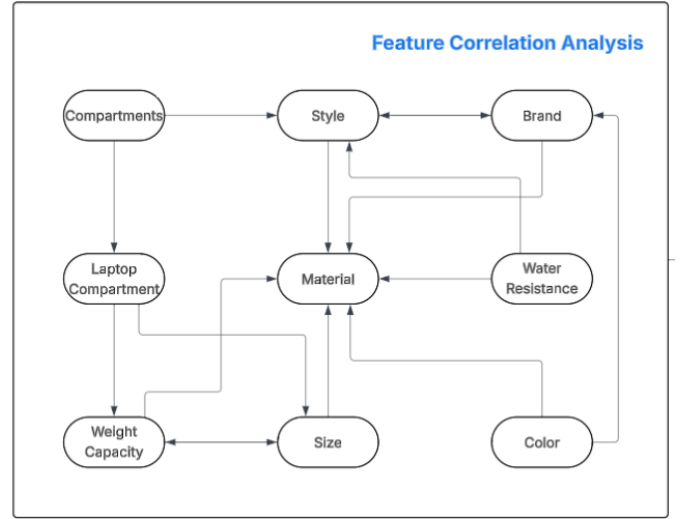 Feature Correlation Analysis
Compartments
Style
Brand
Laptop
Compartment
Material
Water
Resistance
Weight
Capacity
Size
Color